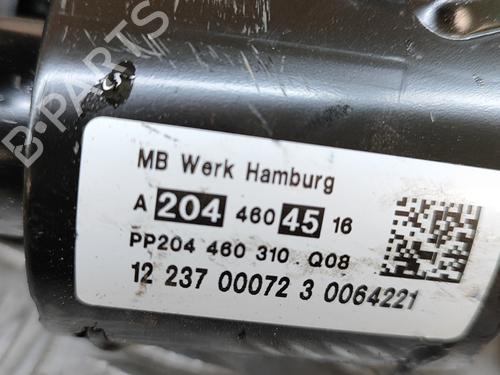 B-PARTS
MB Werk Hamburg
A 204 460 45 16
PP204 460 310 Q08
12 237 00072 3 0064221